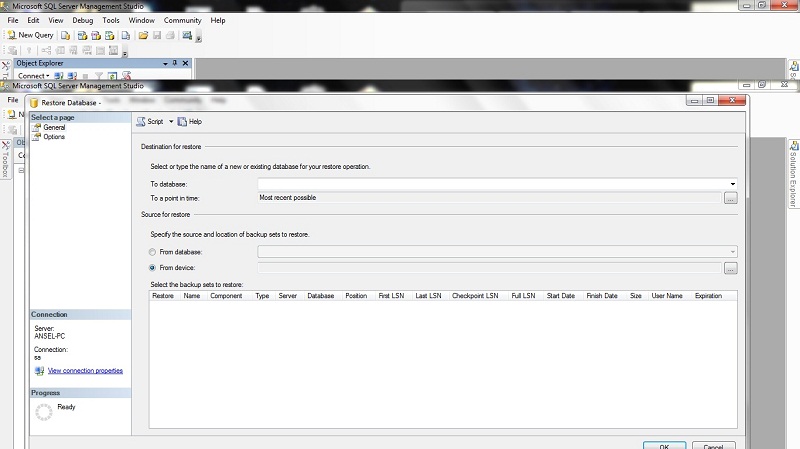 Microsoft SQL Server Management Studio
File Edit View Debug Tools Window Community Help
New Query
Object Explorer
Connect
Microsoft SQL Server Management Studio
File Tools Window Community Help
Restore Database -
Select a page
General
Options
Script Help
Destination for restore
Select or type the name of a new or existing database for your restore operation.
To database:
To a point in time: Most recent possible ...
Source for restore
Specify the source and location of backup sets to restore.
From database:
From device: ...
Select the backup sets to restore:
Restore Name Component Type Server Database Position First LSN Last LSN Checkpoint LSN Full LSN Start Date Finish Date Size User Name Expiration
Connection
Server:
ANSEL-PC
Connection:
sa
View connection properties
Progress
Ready
OK Cancel
Toolbox
Solution Explorer